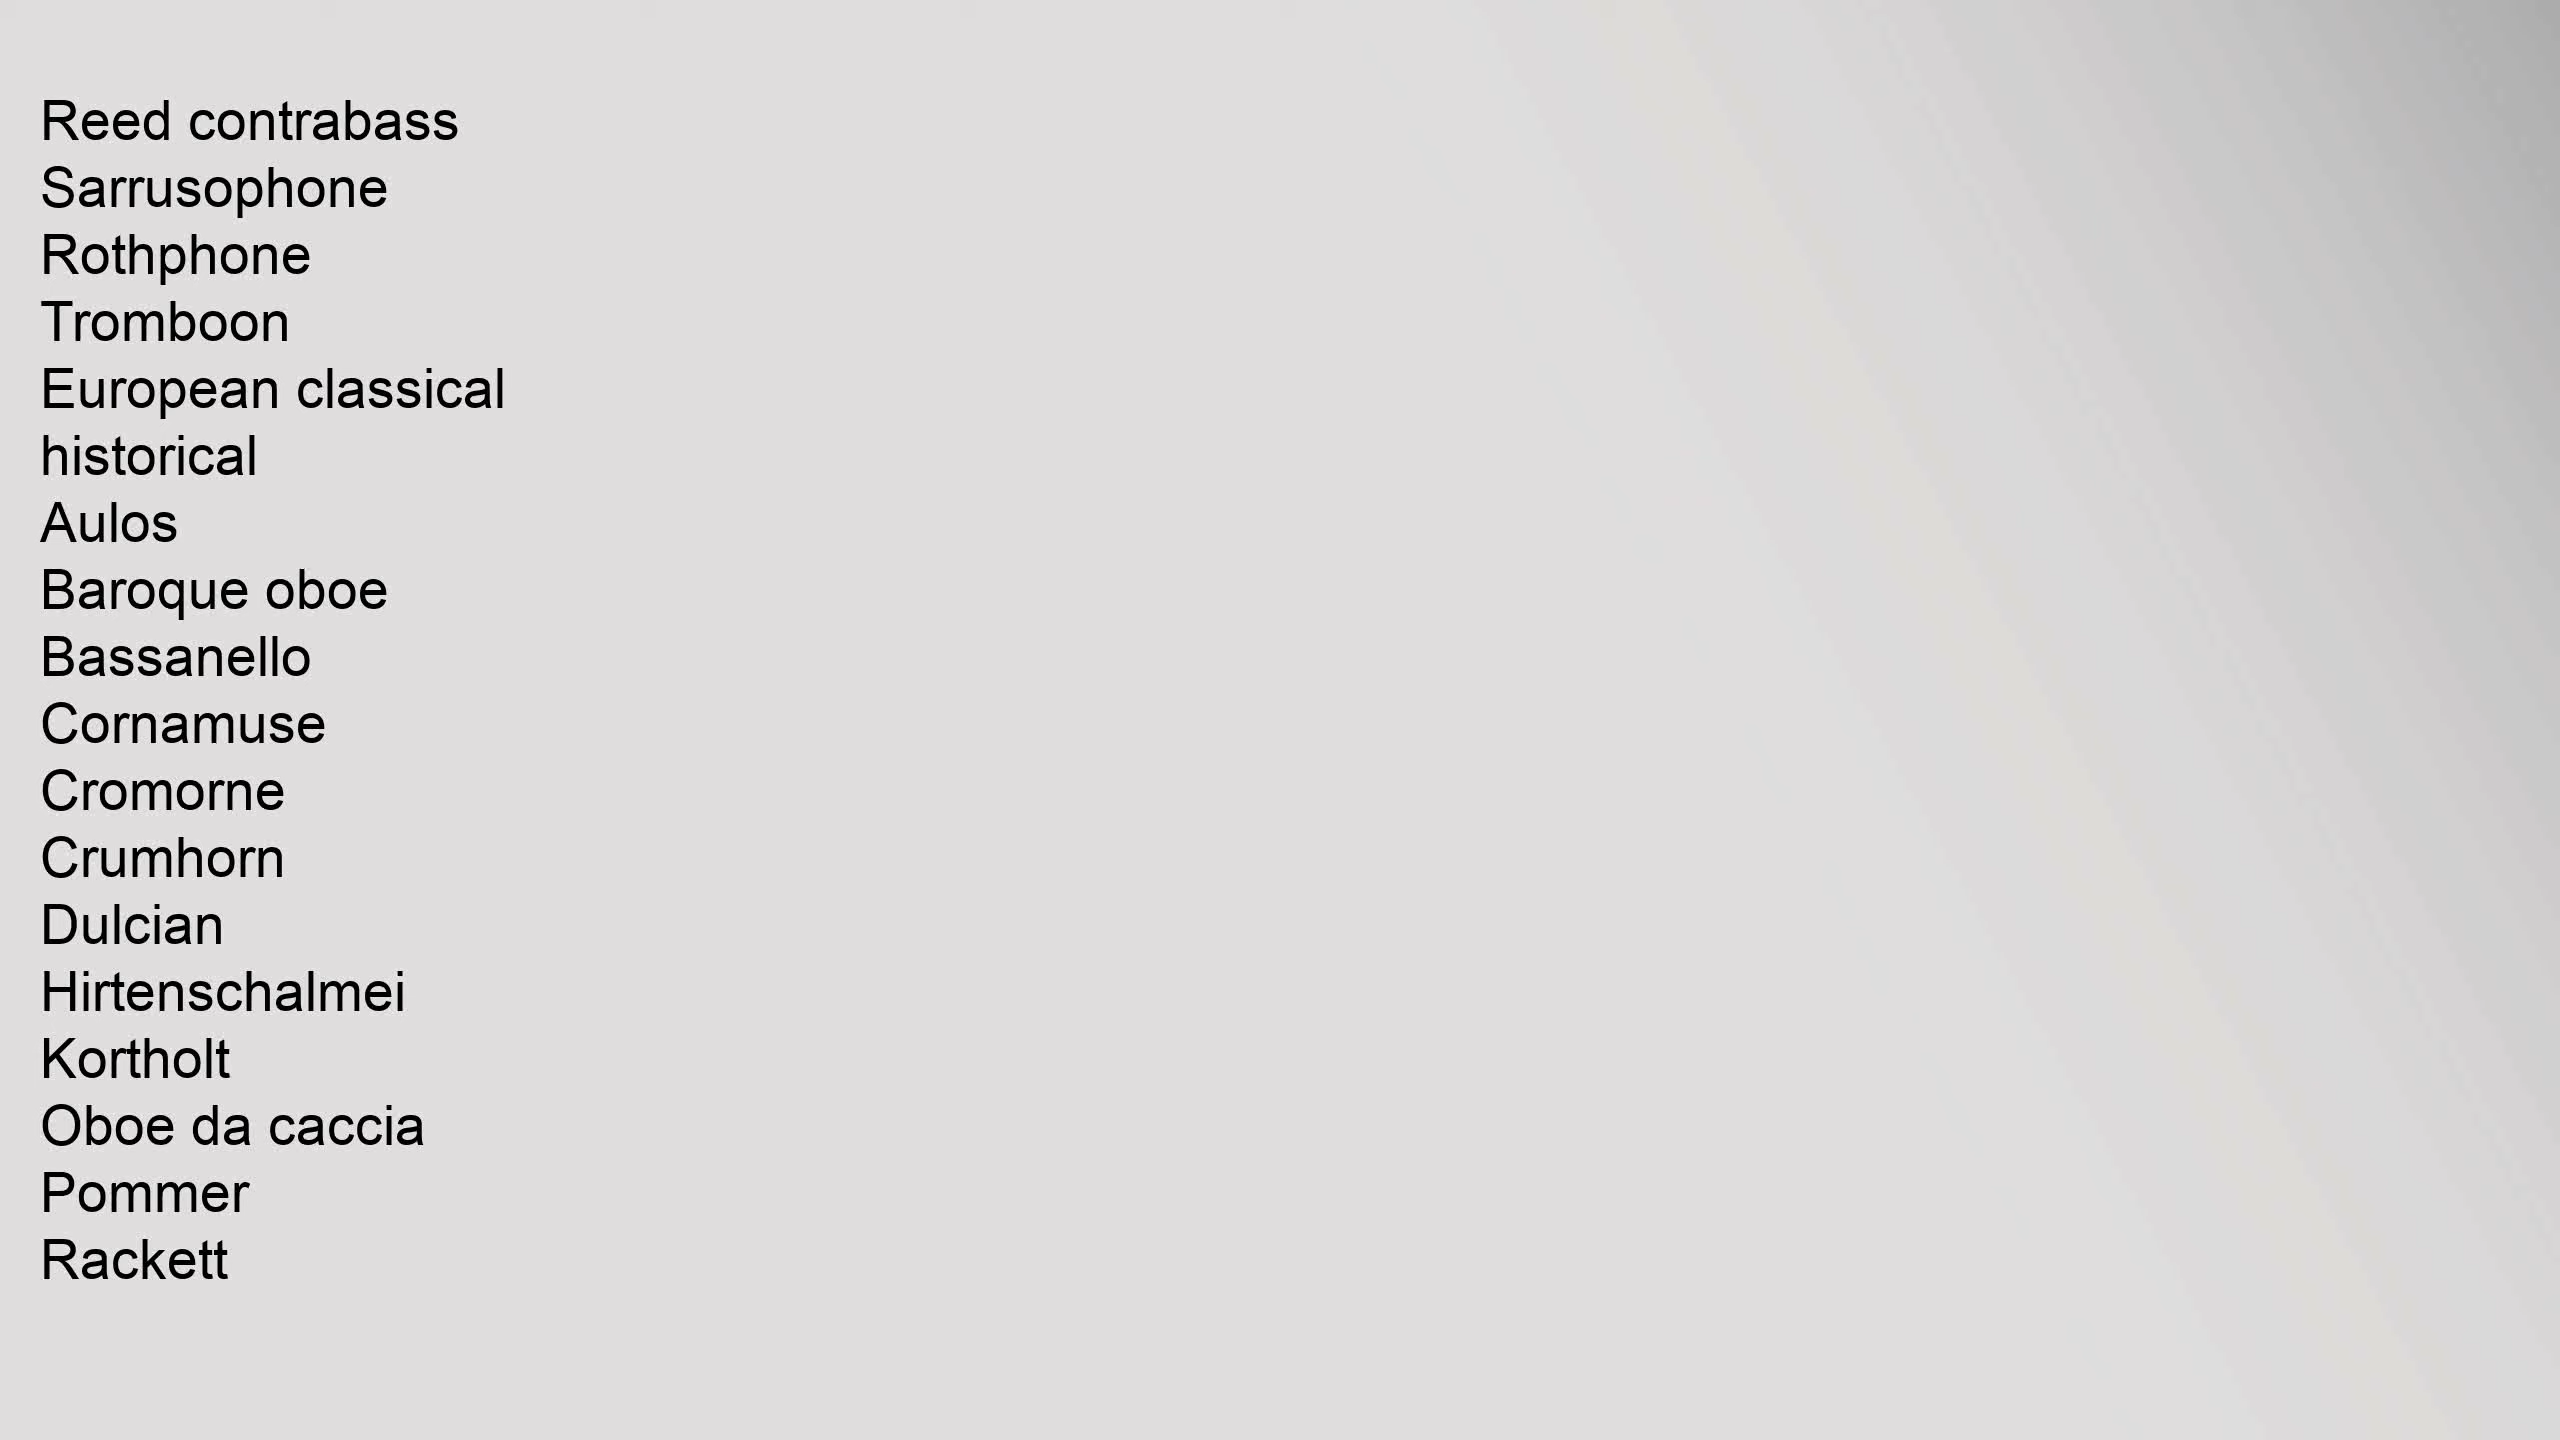 Reed contrabass
Sarrusophone
Rothphone
Tromboon
European classical
historical
Aulos
Baroque oboe
Bassanello
Cornamuse
Cromorne
Crumhorn
Dulcian
Hirtenschalmei
Kortholt
Oboe da caccia
Pommer
Rackett